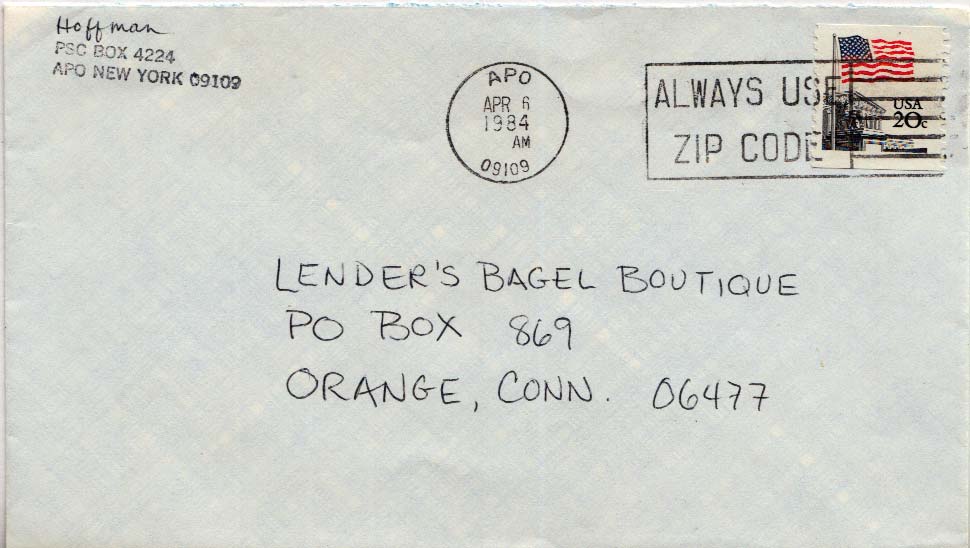 Hoffman
PSC BOX 4224
APO NEW YORK 09109
APO
APR 6
1984
AM
09109
ALWAYS USE
ZIP CODE
USA
20c
LENDER'S BAGEL BOUTIQUE
PO BOX 869
ORANGE, CONN. 06477